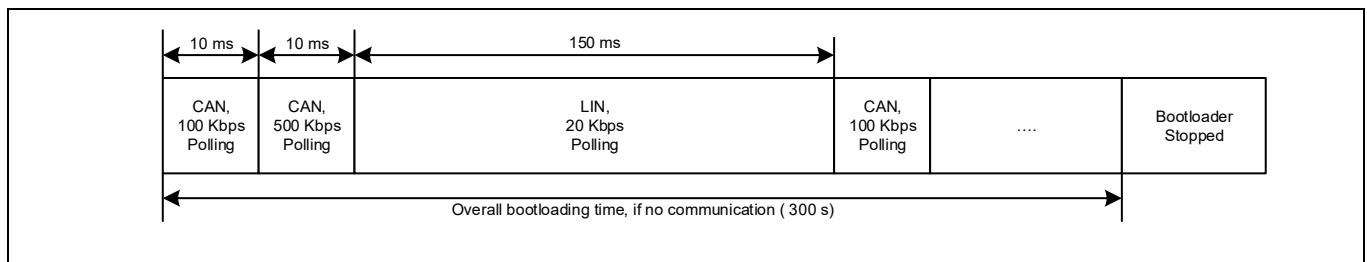 10 ms
10 ms
150 ms
CAN,
100 Kbps
Polling
CAN,
500 Kbps
Polling
LIN,
20 Kbps
Polling
CAN,
100 Kbps
Polling
....
Bootloader
Stopped
Overall bootloading time, if no communication ( 300 s)